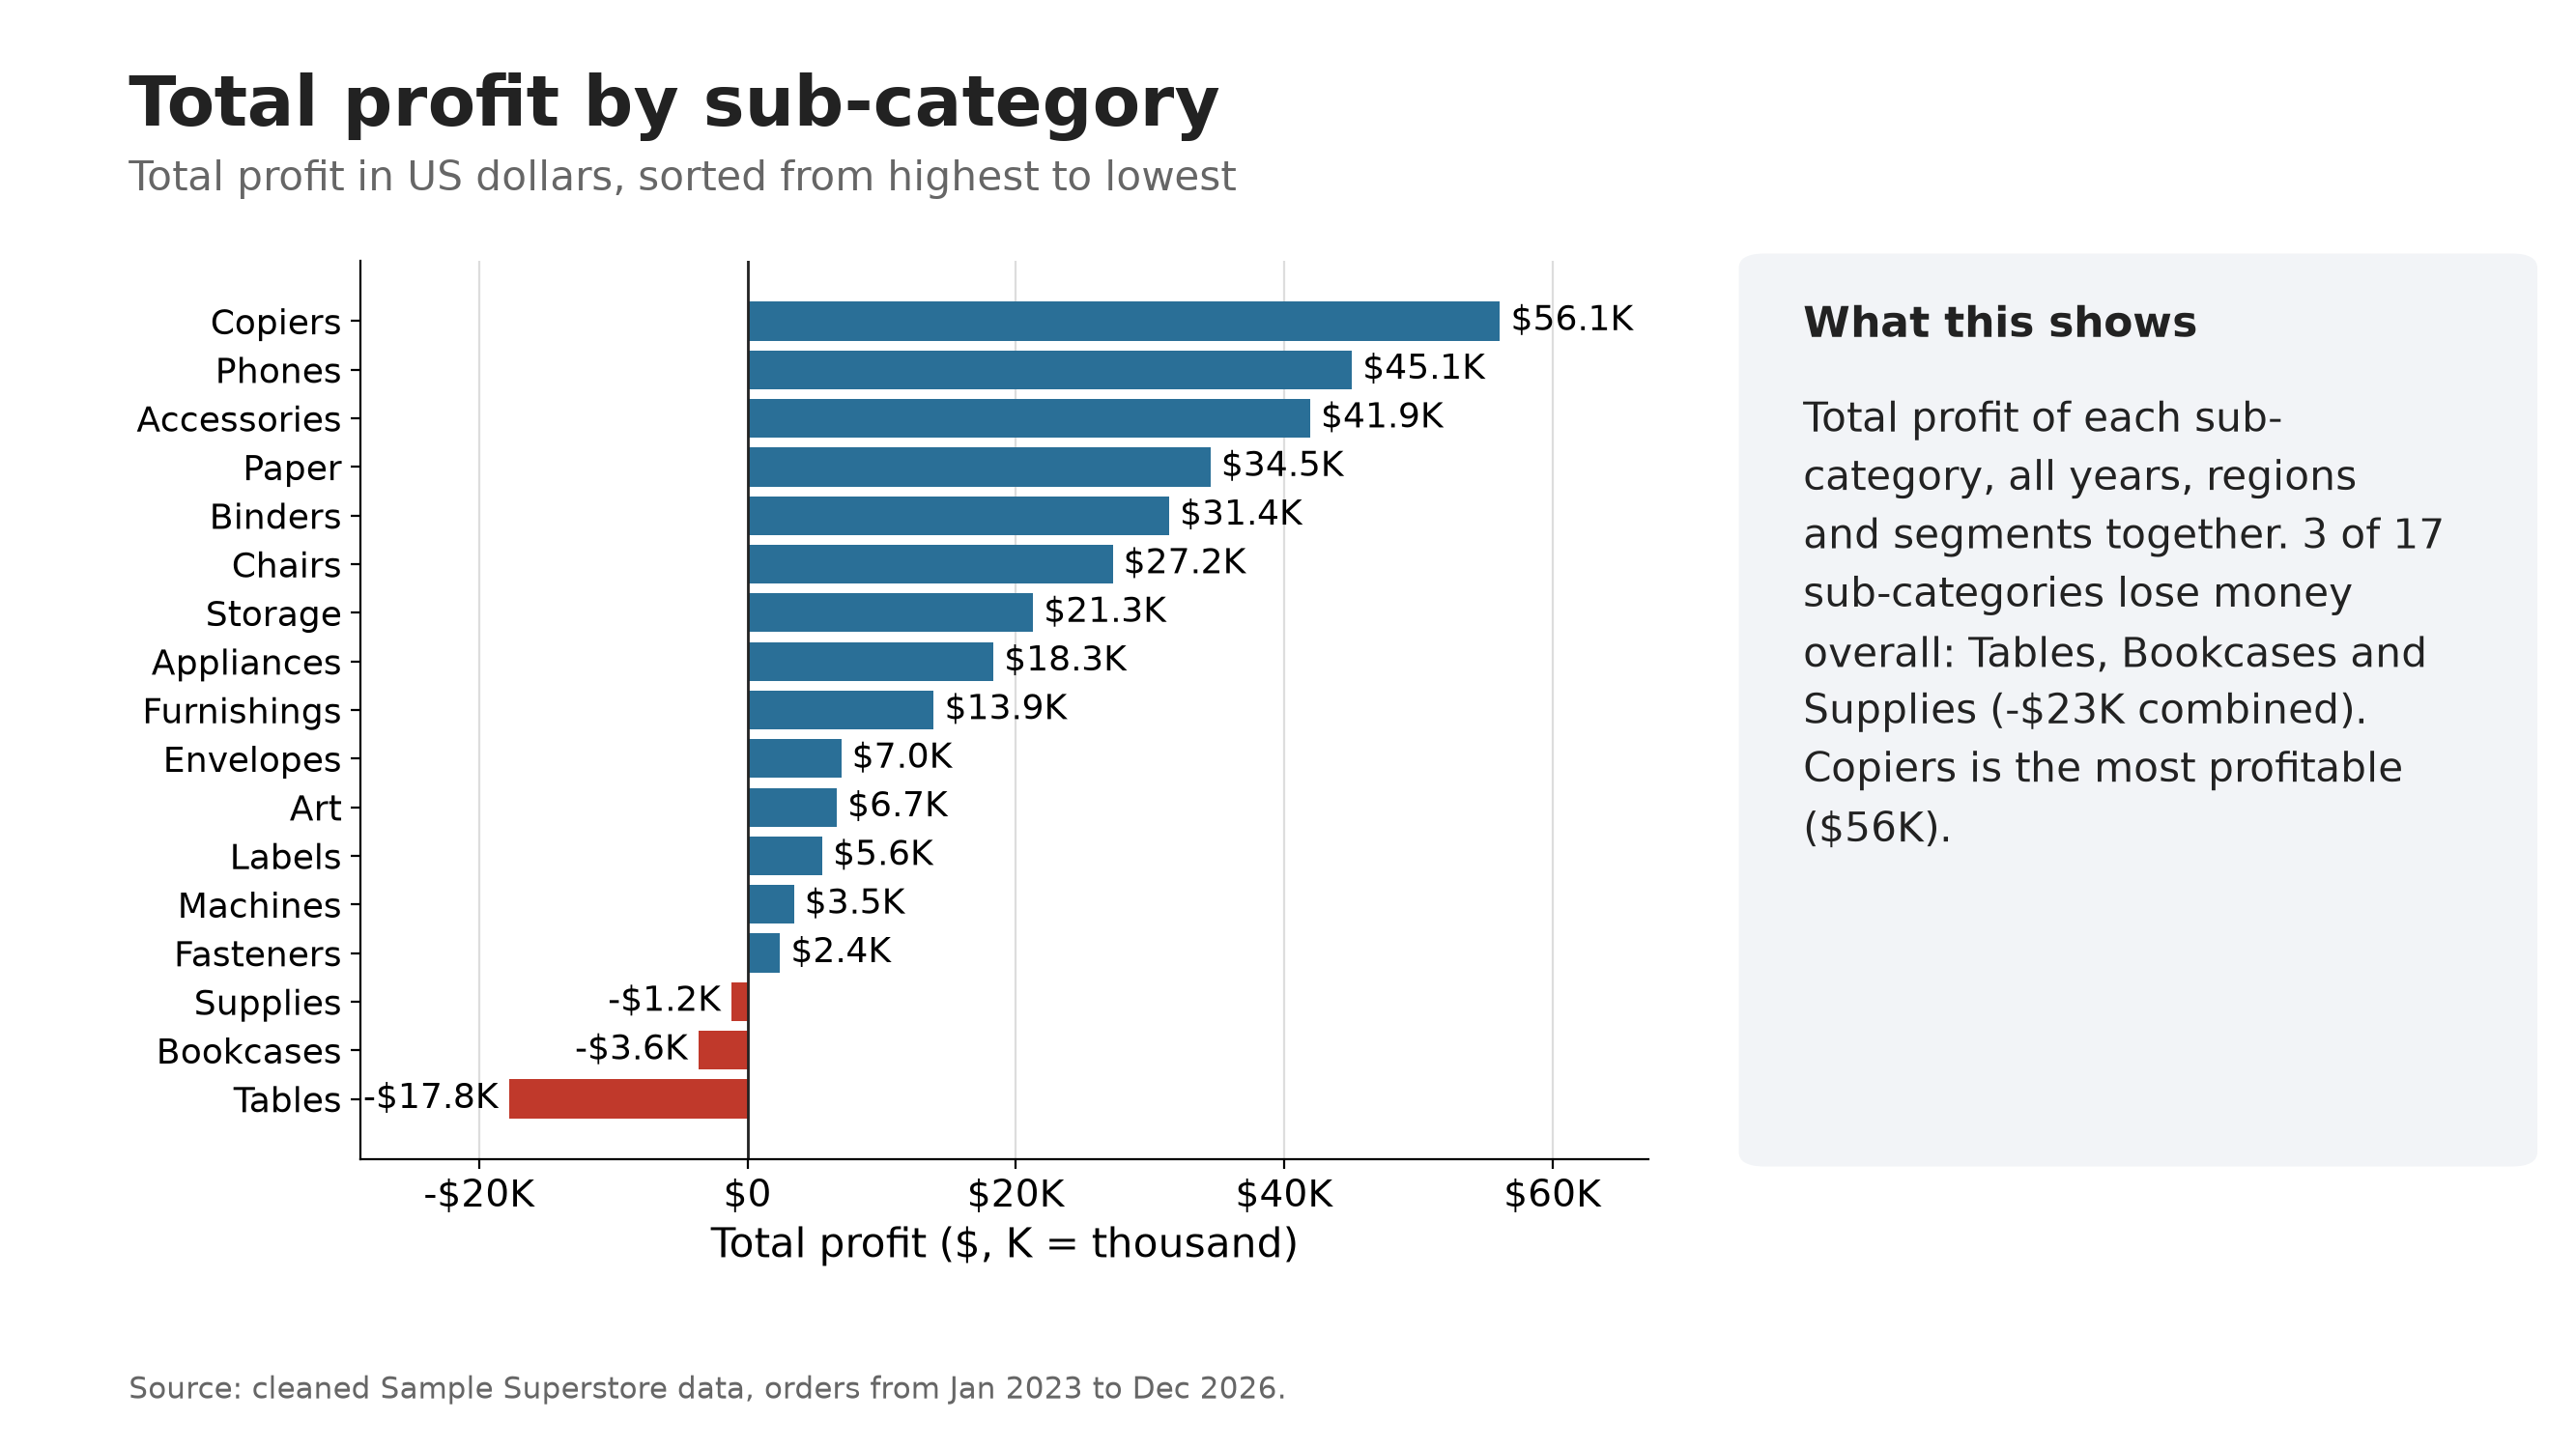 Total profit by sub-category
Total profit in US dollars, sorted from highest to lowest
Copiers $56.1K
Phones $45.1K
Accessories $41.9K
Paper $34.5K
Binders $31.4K
Chairs $27.2K
Storage $21.3K
Appliances $18.3K
Furnishings $13.9K
Envelopes $7.0K
Art $6.7K
Labels $5.6K
Machines $3.5K
Fasteners $2.4K
Supplies -$1.2K
Bookcases -$3.6K
Tables -$17.8K
-$20K $0 $20K $40K $60K
Total profit ($, K = thousand)
What this shows
Total profit of each sub-
category, all years, regions
and segments together. 3 of 17
sub-categories lose money
overall: Tables, Bookcases and
Supplies (-$23K combined).
Copiers is the most profitable
($56K).
Source: cleaned Sample Superstore data, orders from Jan 2023 to Dec 2026.